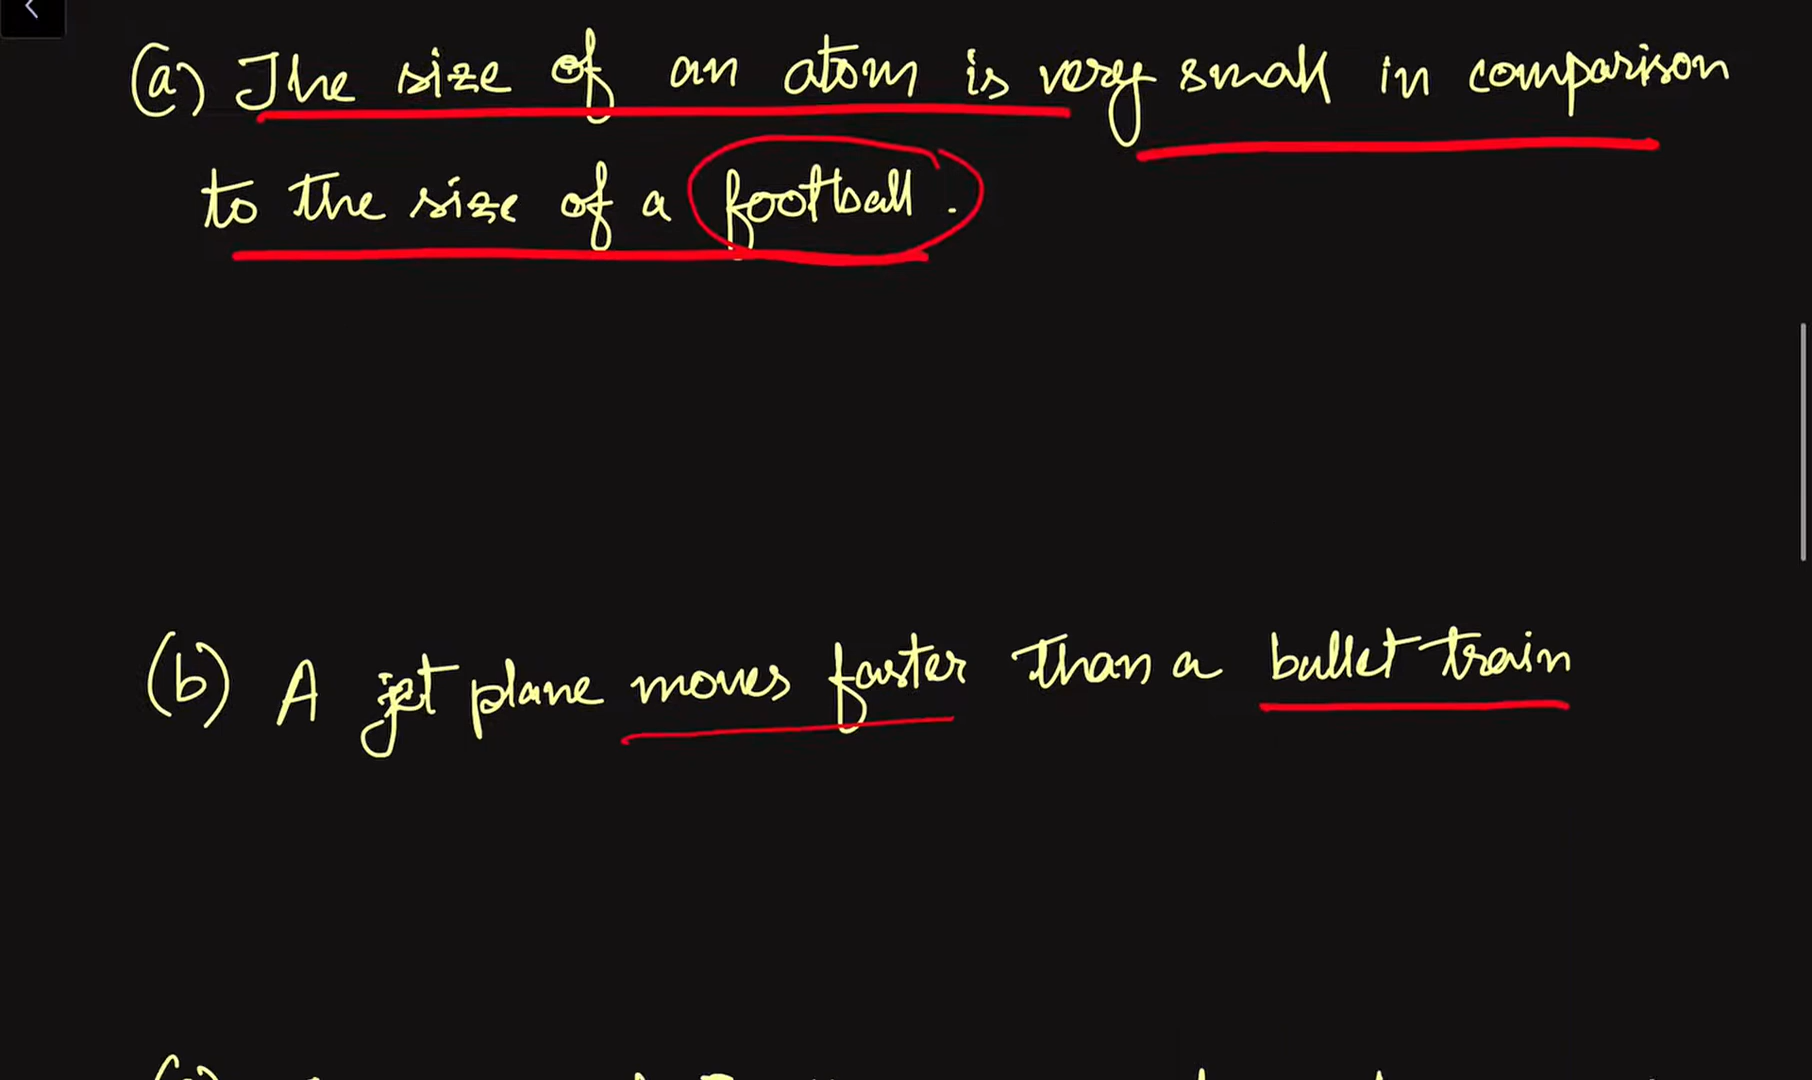 (a) The size of an atom is very small in comparison
to the size of a football.
(b) A jet plane moves faster than a bullet train